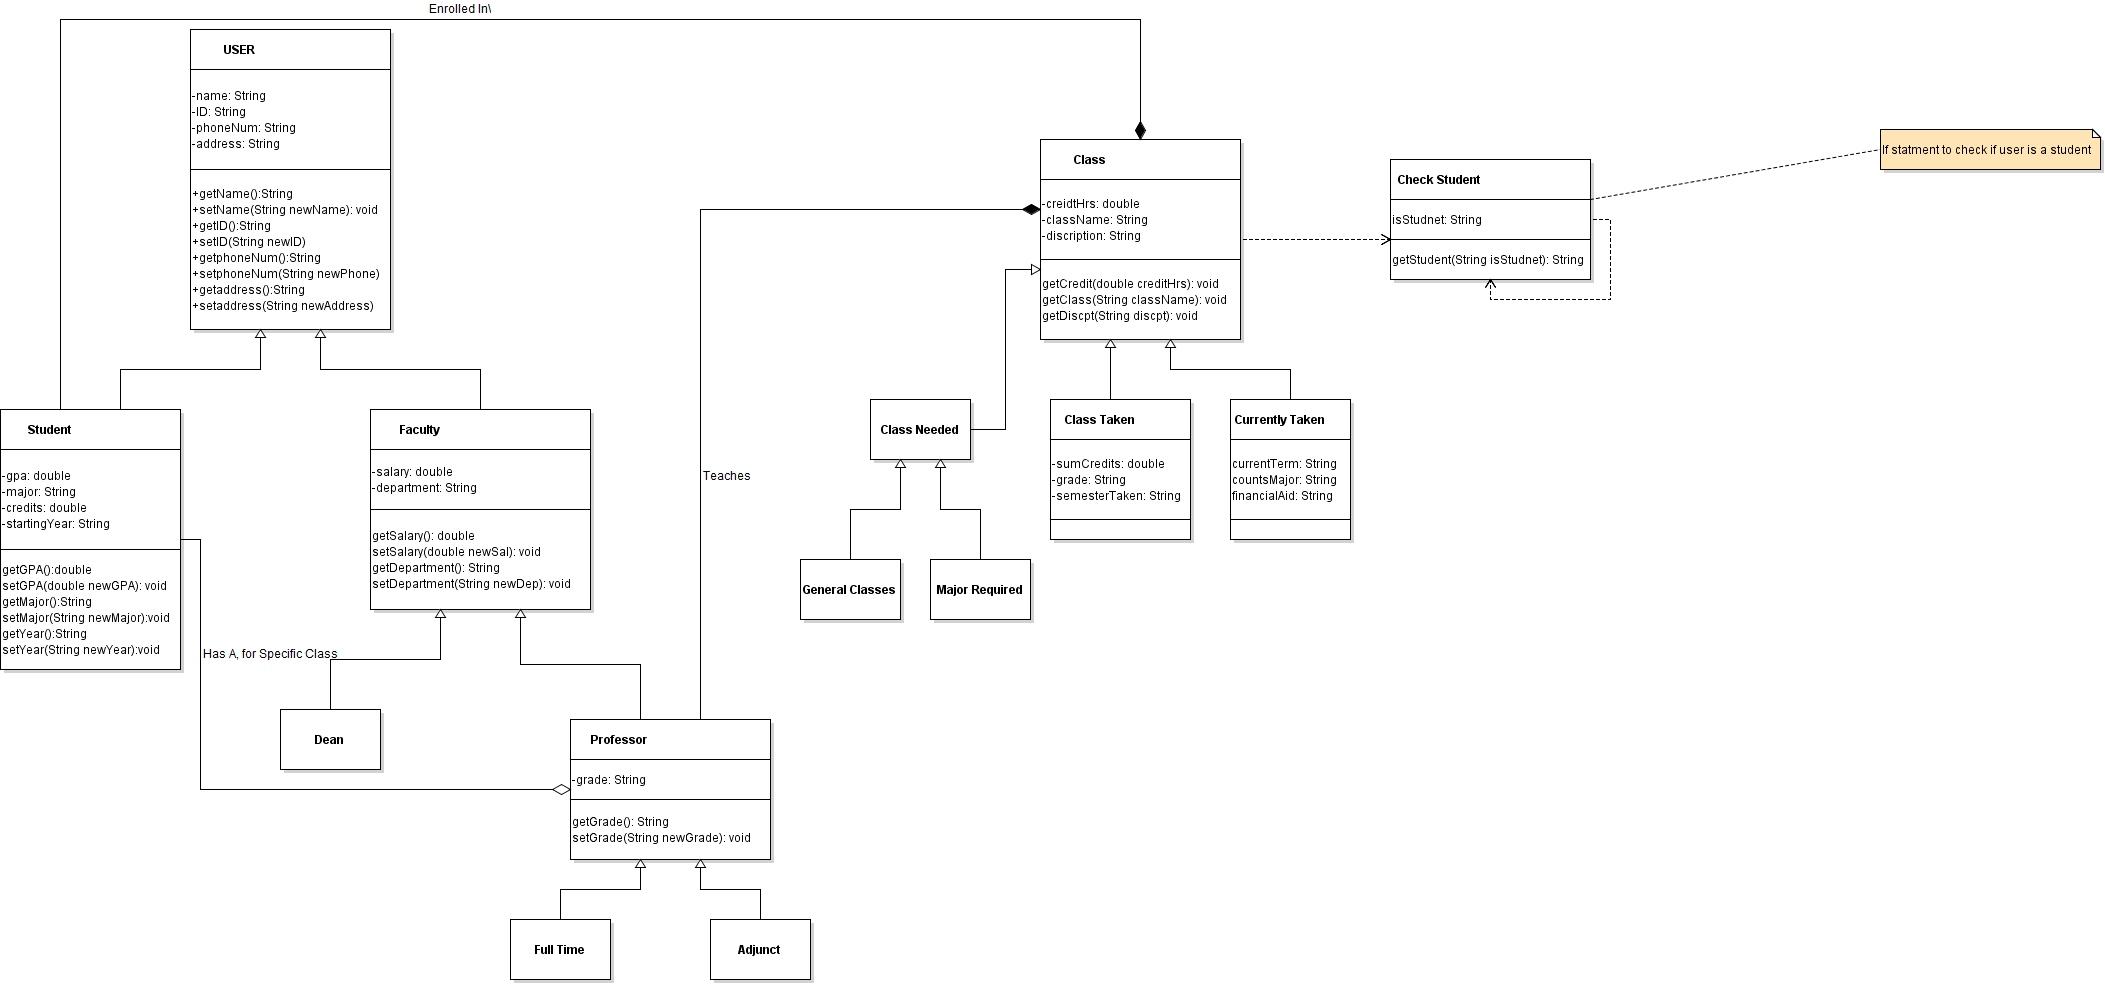 Enrolled In\
USER
-name: String
-ID: String
-phoneNum: String
-address: String
+getName():String
+setName(String newName): void
+getID():String
+setID(String newID)
+getphoneNum():String
+setphoneNum(String newPhone)
+getaddress():String
+setaddress(String newAddress)
Class
-creidtHrs: double
-className: String
-discription: String
getCredit(double creditHrs): void
getClass(String className): void
getDiscpt(String discpt): void
Check Student
isStudnet: String
getStudent(String isStudnet): String
If statment to check if user is a student
Student
-gpa: double
-major: String
-credits: double
-startingYear: String
getGPA():double
setGPA(double newGPA): void
getMajor():String
setMajor(String newMajor):void
getYear():String
setYear(String newYear):void
Faculty
-salary: double
-department: String
getSalary(): double
setSalary(double newSal): void
getDepartment(): String
setDepartment(String newDep): void
Teaches
Class Needed
Class Taken
-sumCredits: double
-grade: String
-semesterTaken: String
Currently Taken
currentTerm: String
countsMajor: String
financialAid: String
General Classes
Major Required
Has A, for Specific Class
Dean
Professor
-grade: String
getGrade(): String
setGrade(String newGrade): void
Full Time
Adjunct